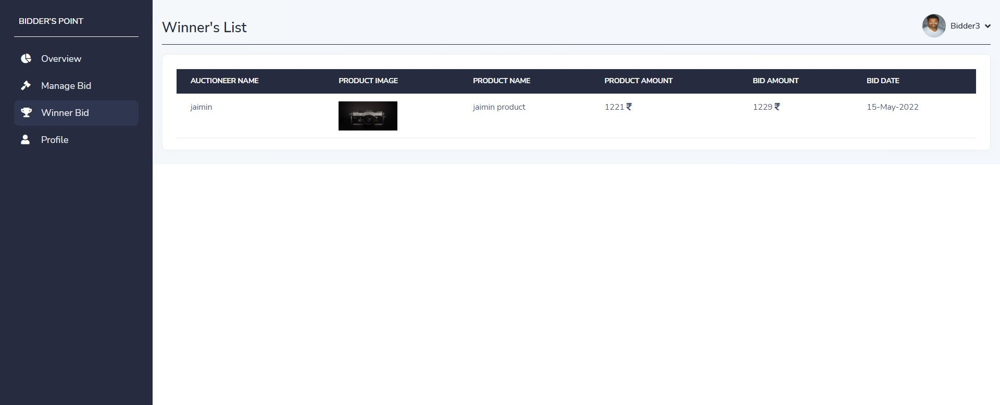 BIDDER'S POINT
Overview
Manage Bid
Winner Bid
Profile
Winner's List
Bidder3
AUCTIONEER NAME PRODUCT IMAGE PRODUCT NAME PRODUCT AMOUNT BID AMOUNT BID DATE
jaimin jaimin product 1221 ₹ 1229 ₹ 15-May-2022